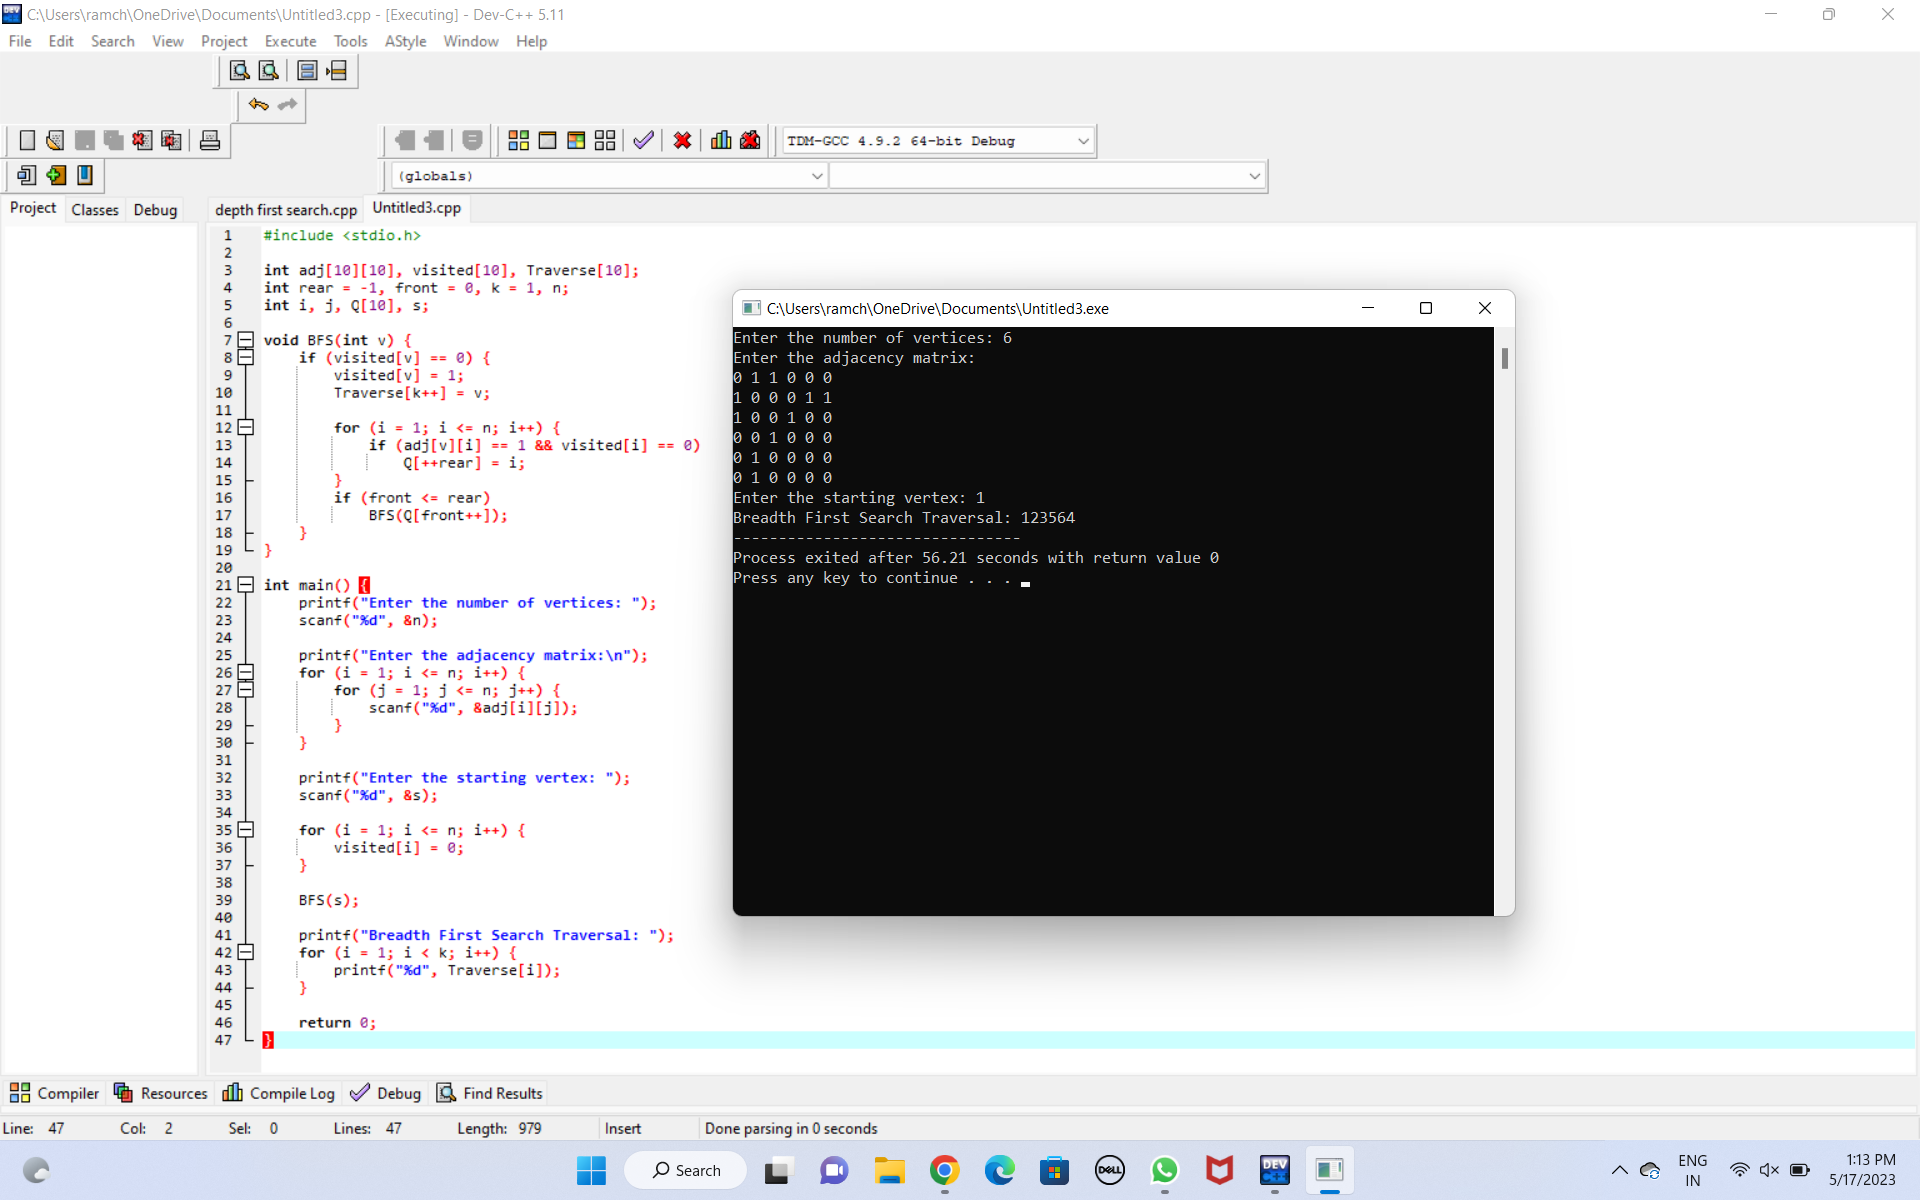 C:\Users\ramch\OneDrive\Documents\Untitled3.cpp - [Executing] - Dev-C++ 5.11
File Edit Search View Project Execute Tools AStyle Window Help
TDM-GCC 4.9.2 64-bit Debug
(globals)
Project Classes Debug depth first search.cpp Untitled3.cpp
1 #include <stdio.h>
2
3 int adj[10][10], visited[10], Traverse[10];
4 int rear = -1, front = 0, k = 1, n;
5 int i, j, Q[10], s;
6
7 void BFS(int v) {
8 if (visited[v] == 0) {
9 visited[v] = 1;
10 Traverse[k++] = v;
11
12 for (i = 1; i <= n; i++) {
13 if (adj[v][i] == 1 && visited[i] == 0)
14 Q[++rear] = i;
15 }
16 if (front <= rear)
17 BFS(Q[front++]);
18 }
19 }
20
21 int main() {
22 printf("Enter the number of vertices: ");
23 scanf("%d", &n);
24
25 printf("Enter the adjacency matrix:\n");
26 for (i = 1; i <= n; i++) {
27 for (j = 1; j <= n; j++) {
28 scanf("%d", &adj[i][j]);
29 }
30 }
31
32 printf("Enter the starting vertex: ");
33 scanf("%d", &s);
34
35 for (i = 1; i <= n; i++) {
36 visited[i] = 0;
37 }
38
39 BFS(s);
40
41 printf("Breadth First Search Traversal: ");
42 for (i = 1; i < k; i++) {
43 printf("%d", Traverse[i]);
44 }
45
46 return 0;
47 }
C:\Users\ramch\OneDrive\Documents\Untitled3.exe
Enter the number of vertices: 6
Enter the adjacency matrix:
0 1 1 0 0 0
1 0 0 0 1 1
1 0 0 1 0 0
0 0 1 0 0 0
0 1 0 0 0 0
0 1 0 0 0 0
Enter the starting vertex: 1
Breadth First Search Traversal: 123564
--------------------------------
Process exited after 56.21 seconds with return value 0
Press any key to continue . . .
Compiler Resources Compile Log Debug Find Results
Line: 47 Col: 2 Sel: 0 Lines: 47 Length: 979 Insert Done parsing in 0 seconds
Search
DELL
DEV C++
ENG
IN
1:13 PM
5/17/2023